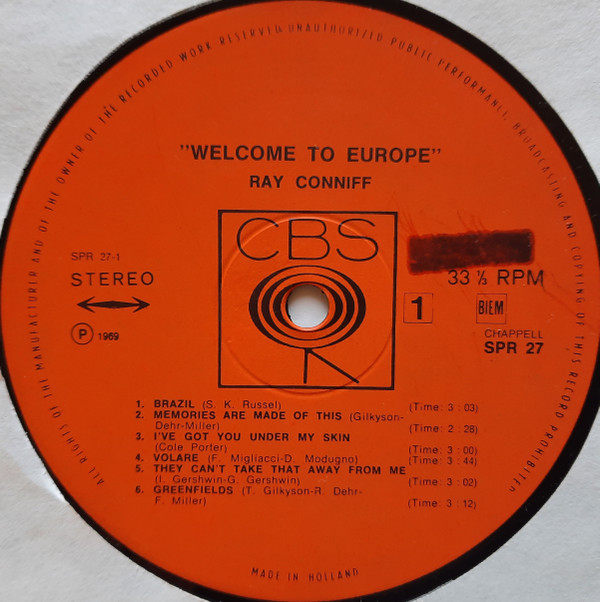 ALL RIGHTS OF THE MANUFACTURER AND OF THE OWNER OF THE RECORDED WORK RESERVED UNAUTHORIZED PUBLIC PERFORMANCE, BROADCASTING AND COPYING OF THIS RECORD PROHIBITED
"WELCOME TO EUROPE"
RAY CONNIFF
CBS
SPR 27-1
STEREO
33 ⅓ RPM
1
BIEM
P 1969
CHAPPELL
SPR 27
1. BRAZIL (S. K. Russel) (Time: 3 : 03)
2. MEMORIES ARE MADE OF THIS (Gilkyson-
Dehr-Miller) (Time: 2 : 28)
3. I'VE GOT YOU UNDER MY SKIN
(Cole Porter) (Time: 3 : 00)
4. VOLARE (F. Migliacci-D. Modugno) (Time: 3 : 44)
5. THEY CAN'T TAKE THAT AWAY FROM ME
(I. Gershwin-G. Gershwin) (Time: 3 : 02)
6. GREENFIELDS (T. Gilkyson-R. Dehr-
F. Miller) (Time: 3 : 12)
MADE IN HOLLAND